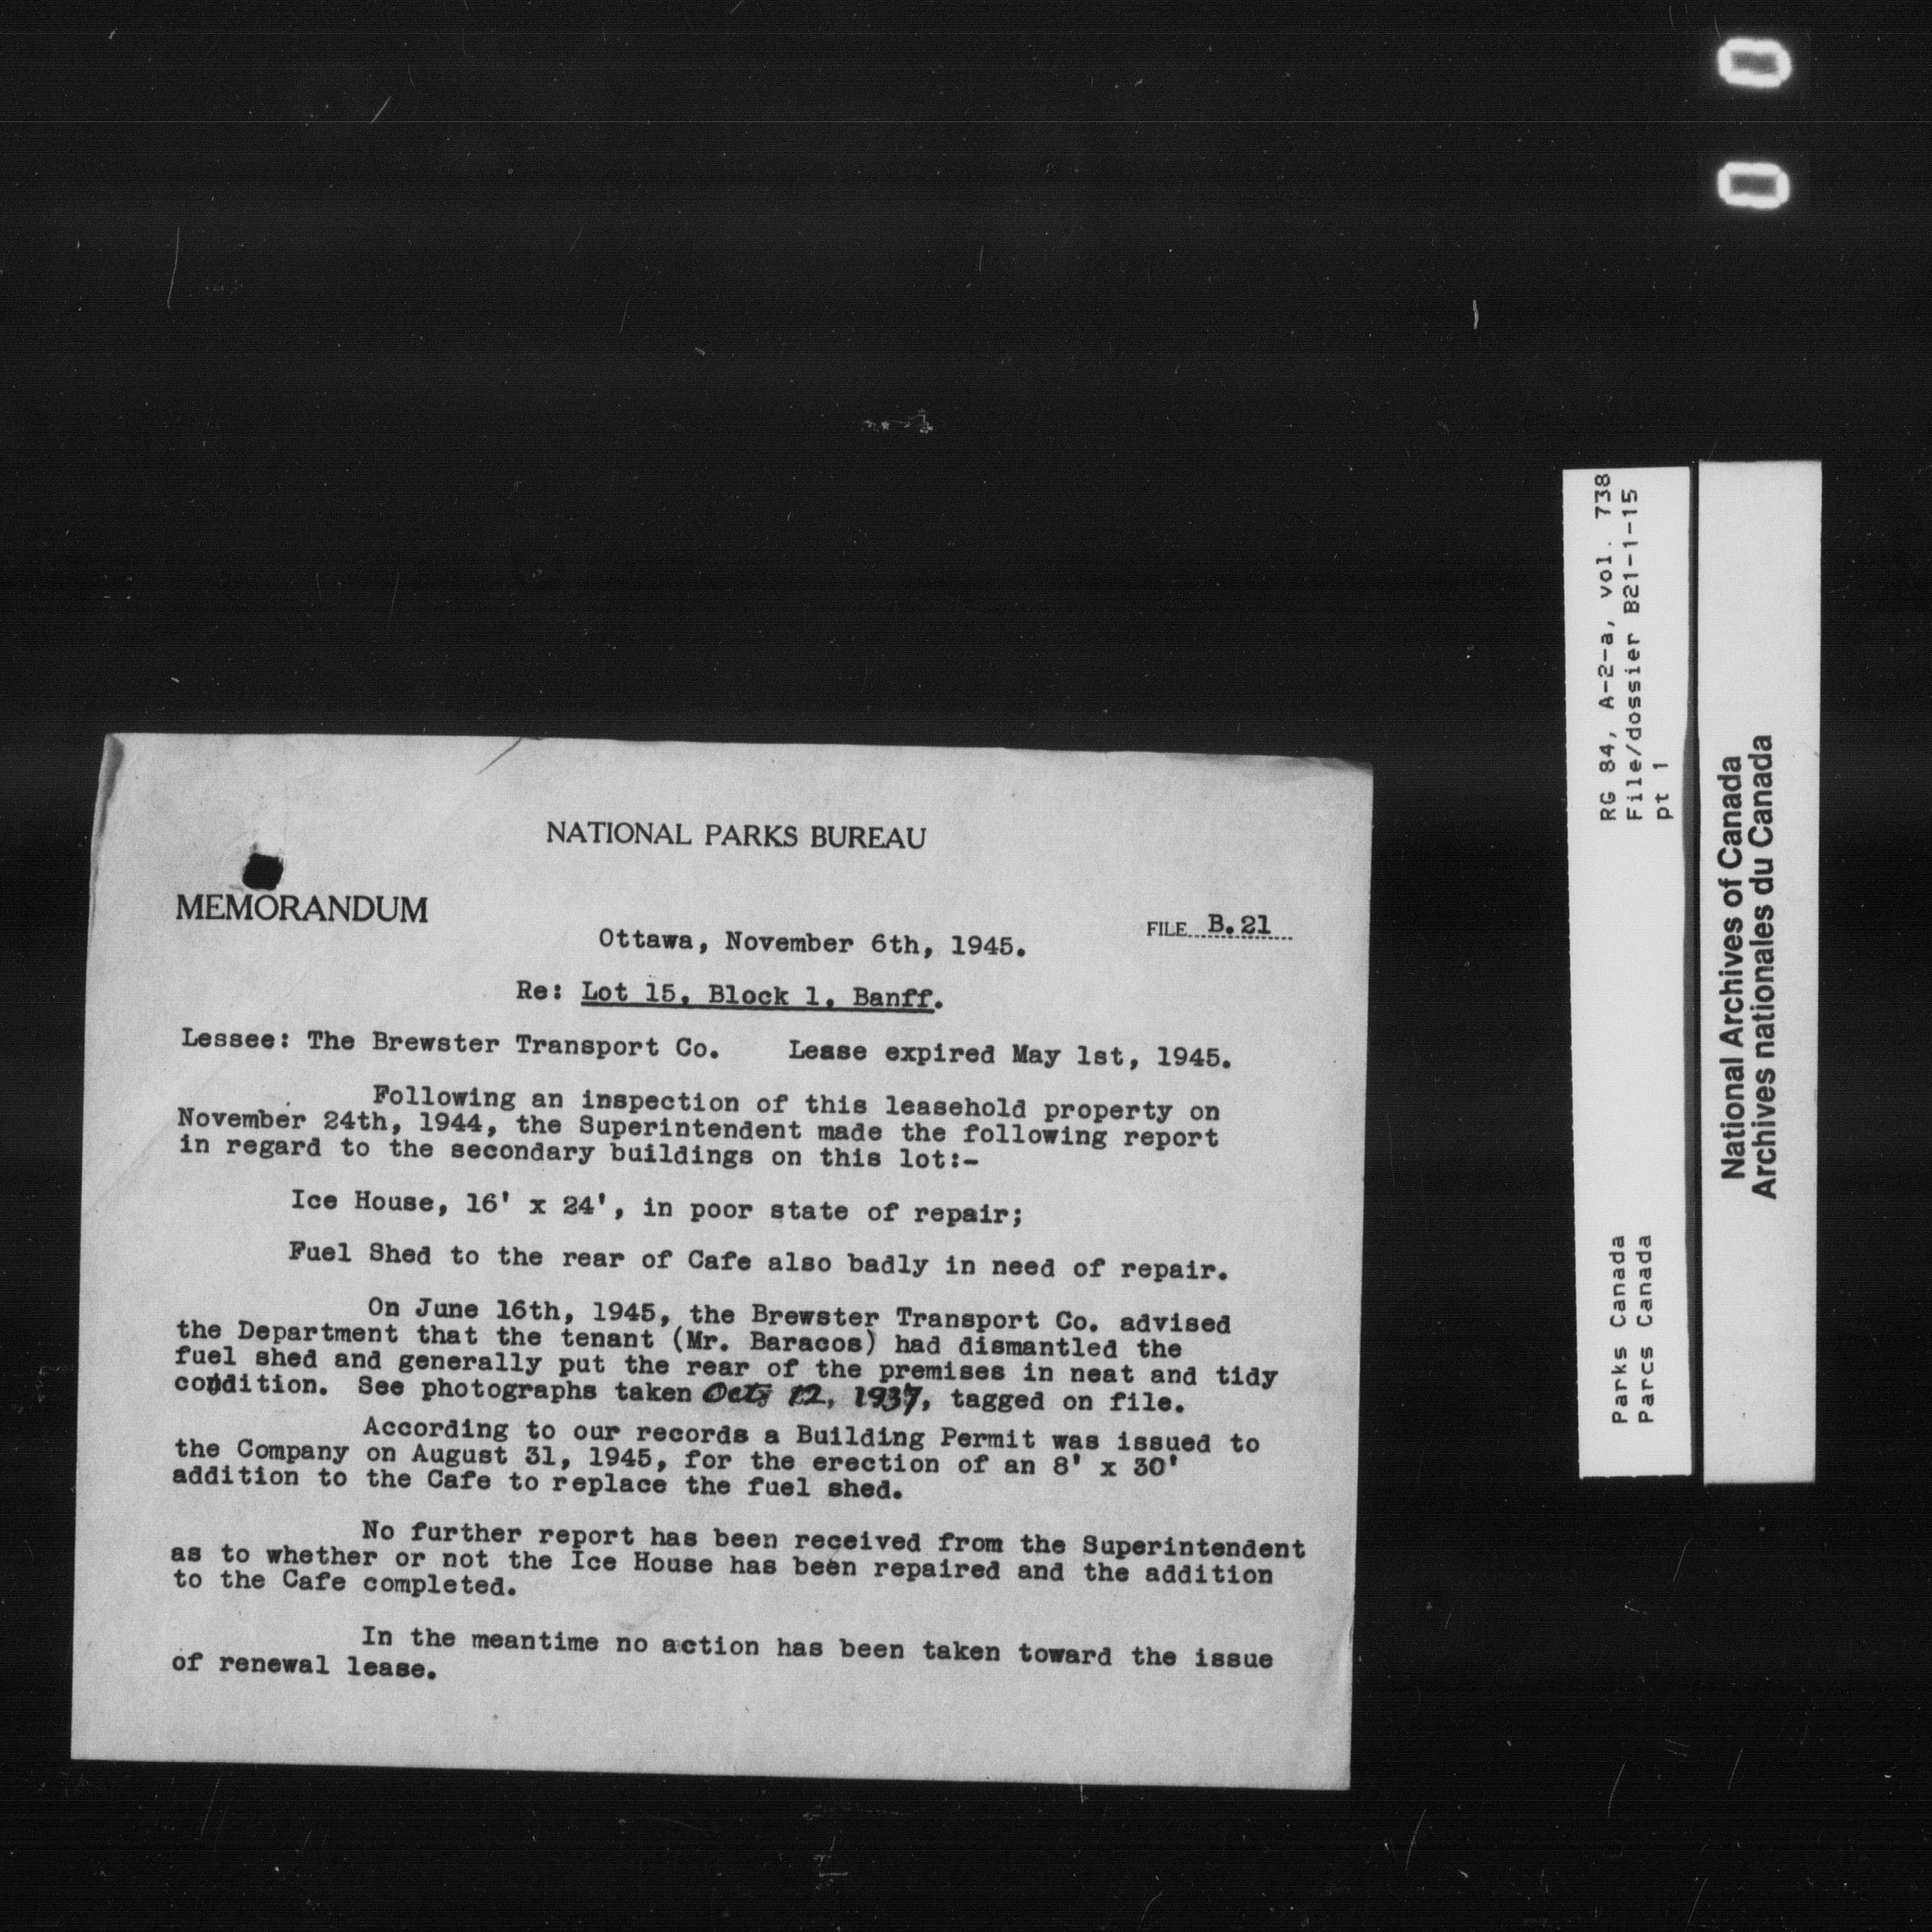 NATIONAL PARKS BUREAU
MEMORANDUM
FILE B.21
Ottawa, November 6th, 1945.
Re: Lot 15, Block 1, Banff.
Lessee: The Brewster Transport Co. Lease expired May 1st, 1945.
Following an inspection of this leasehold property on
November 24th, 1944, the Superintendent made the following report
in regard to the secondary buildings on this lot:-
Ice House, 16' x 24', in poor state of repair;
Fuel Shed to the rear of Cafe also badly in need of repair.
On June 16th, 1945, the Brewster Transport Co. advised
the Department that the tenant (Mr. Baracos) had dismantled the
fuel shed and generally put the rear of the premises in neat and tidy
condition. See photographs taken Oct. 12, 1937, tagged on file.
According to our records a Building Permit was issued to
the Company on August 31, 1945, for the erection of an 8' x 30'
addition to the Cafe to replace the fuel shed.
No further report has been received from the Superintendent
as to whether or not the Ice House has been repaired and the addition
to the Cafe completed.
In the meantime no action has been taken toward the issue
of renewal lease.
RG 84, A-2-a, vol. 738
File/dossier B21-1-15
pt 1
Parks Canada
Parcs Canada
National Archives of Canada
Archives nationales du Canada
0
0